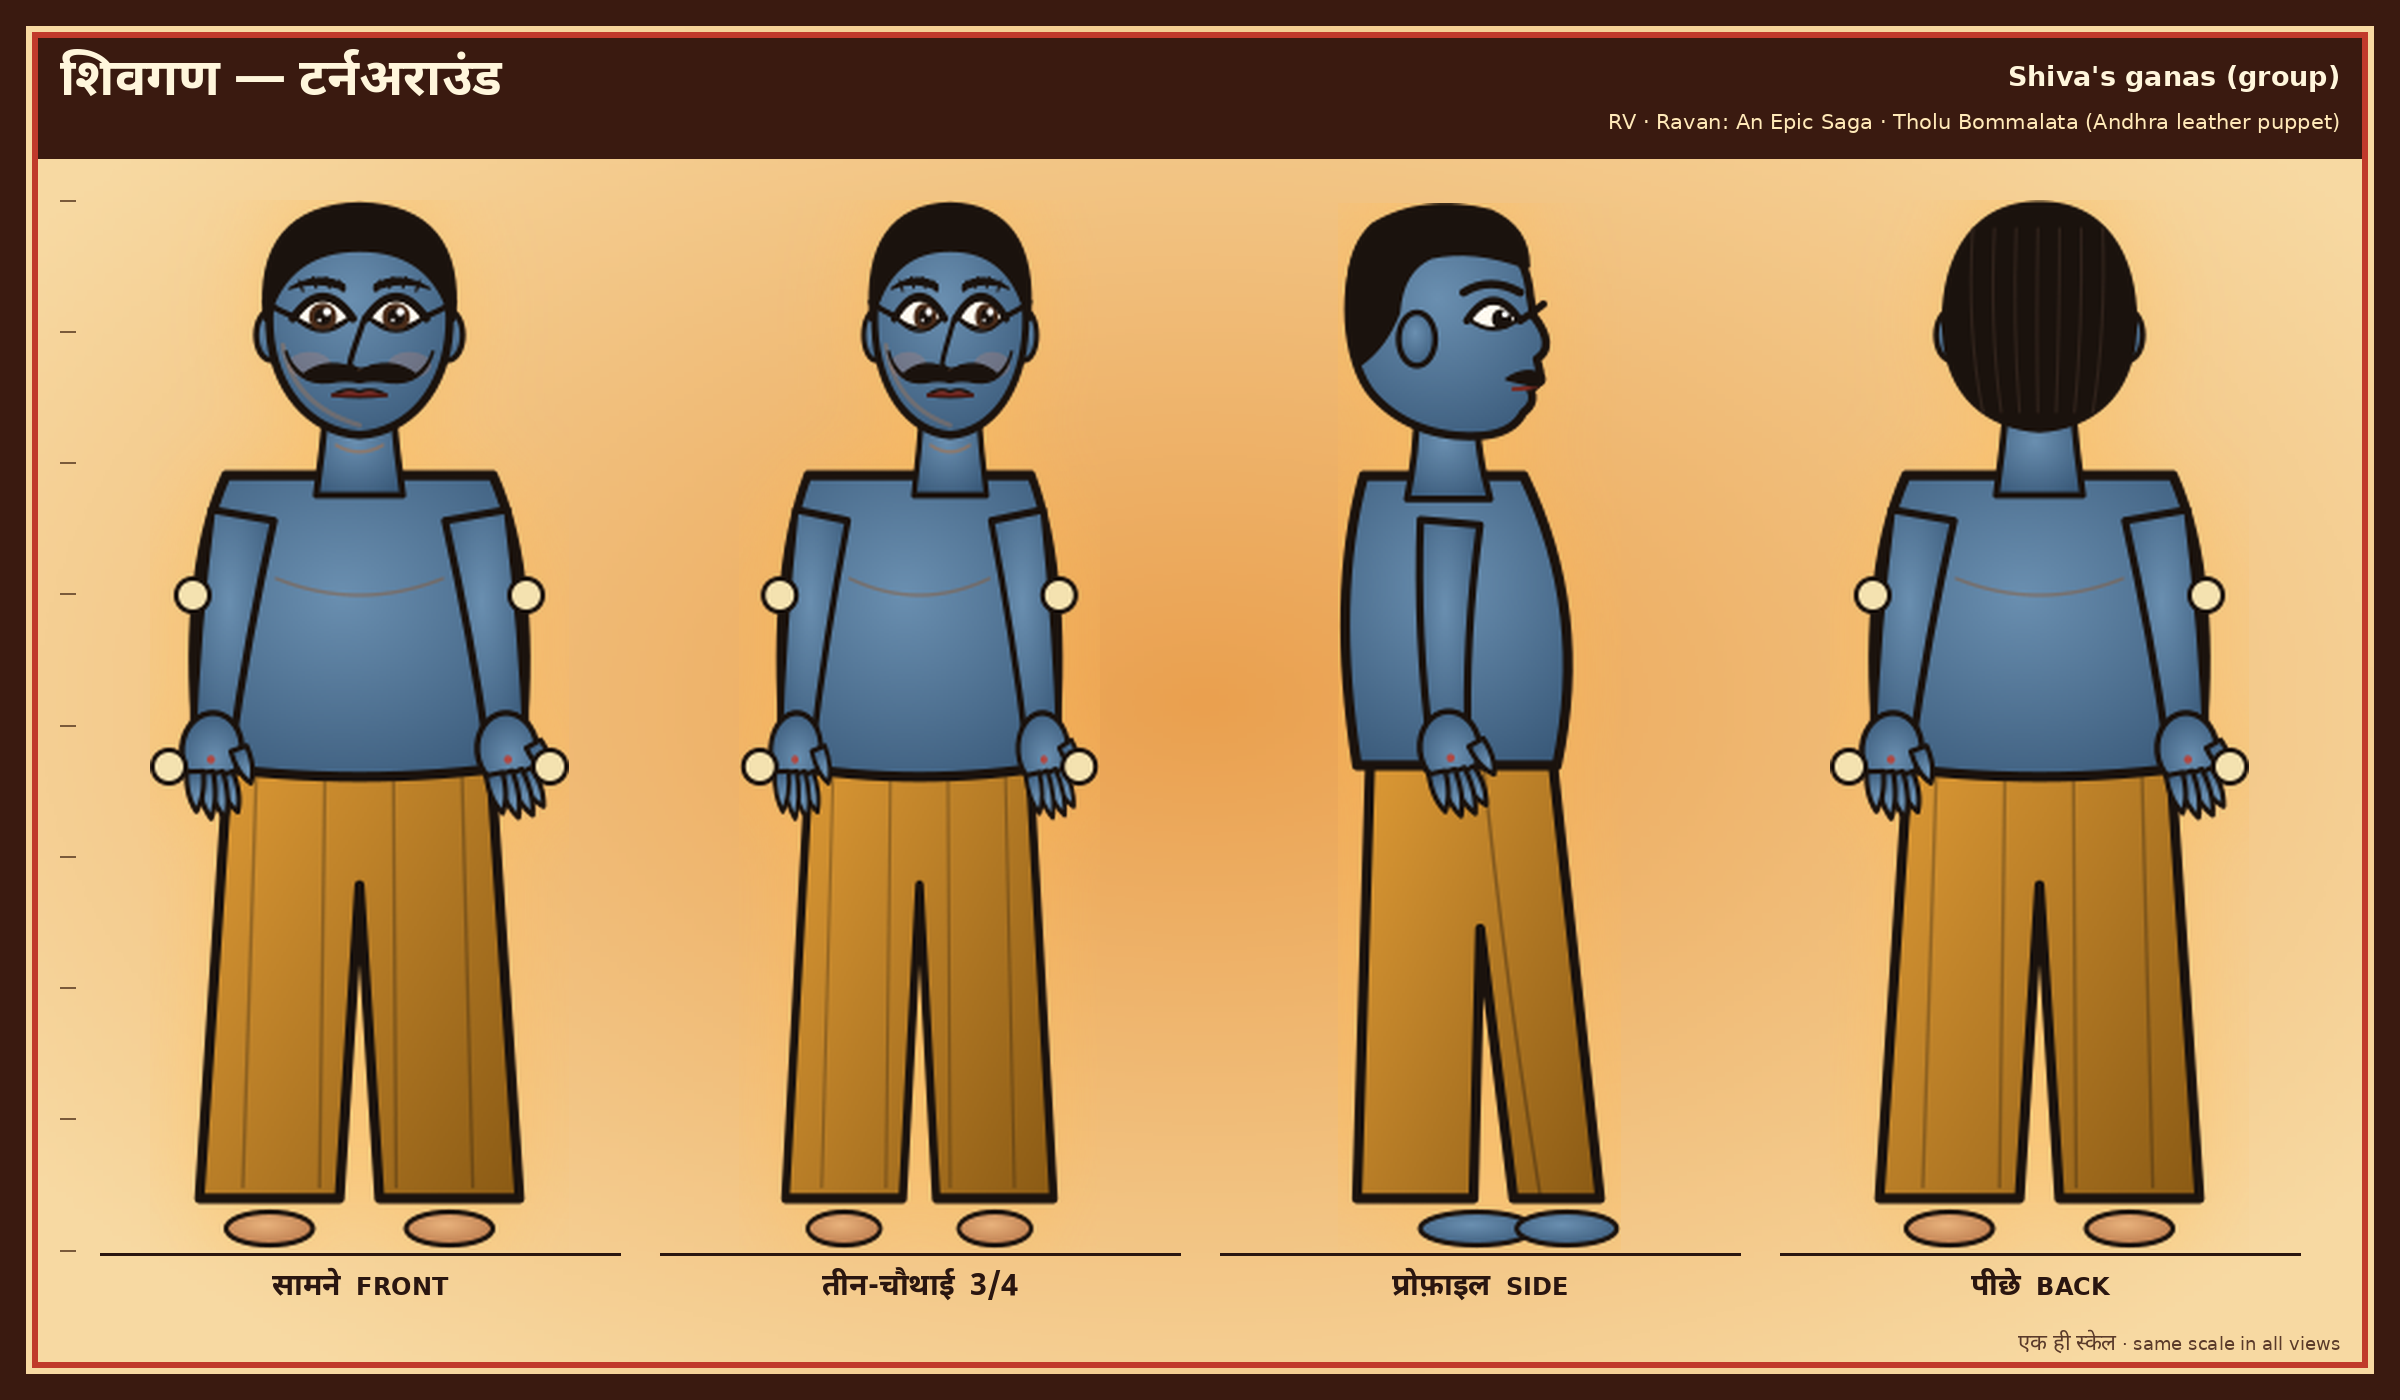 शिवगण — टर्नअराउंड
Shiva's ganas (group)
RV · Ravan: An Epic Saga · Tholu Bommalata (Andhra leather puppet)
सामने FRONT
तीन-चौथाई 3/4
प्रोफ़ाइल SIDE
पीछे BACK
एक ही स्केल · same scale in all views